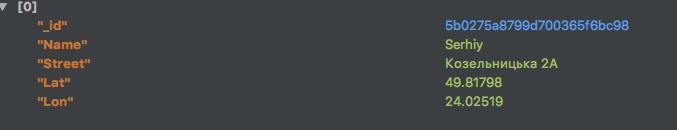 [0]
"_id" 5b0275a8799d700365f6bc98
"Name" Serhiy
"Street" Козельницька 2А
"Lat" 49.81798
"Lon" 24.02519